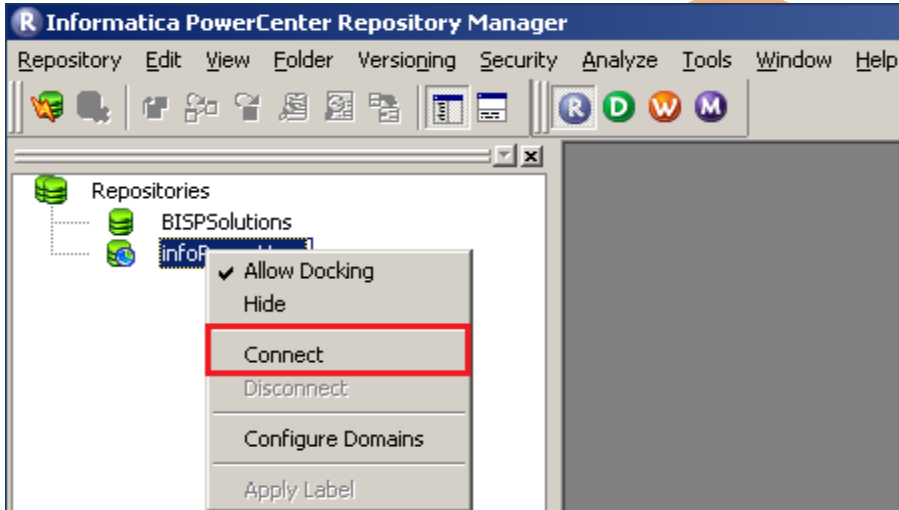 Informatica PowerCenter Repository Manager
Repository Edit View Folder Versioning Security Analyze Tools Window Help
R D W M
Repositories
BISPSolutions
Allow Docking
Hide
Connect
Disconnect
Configure Domains
Apply Label